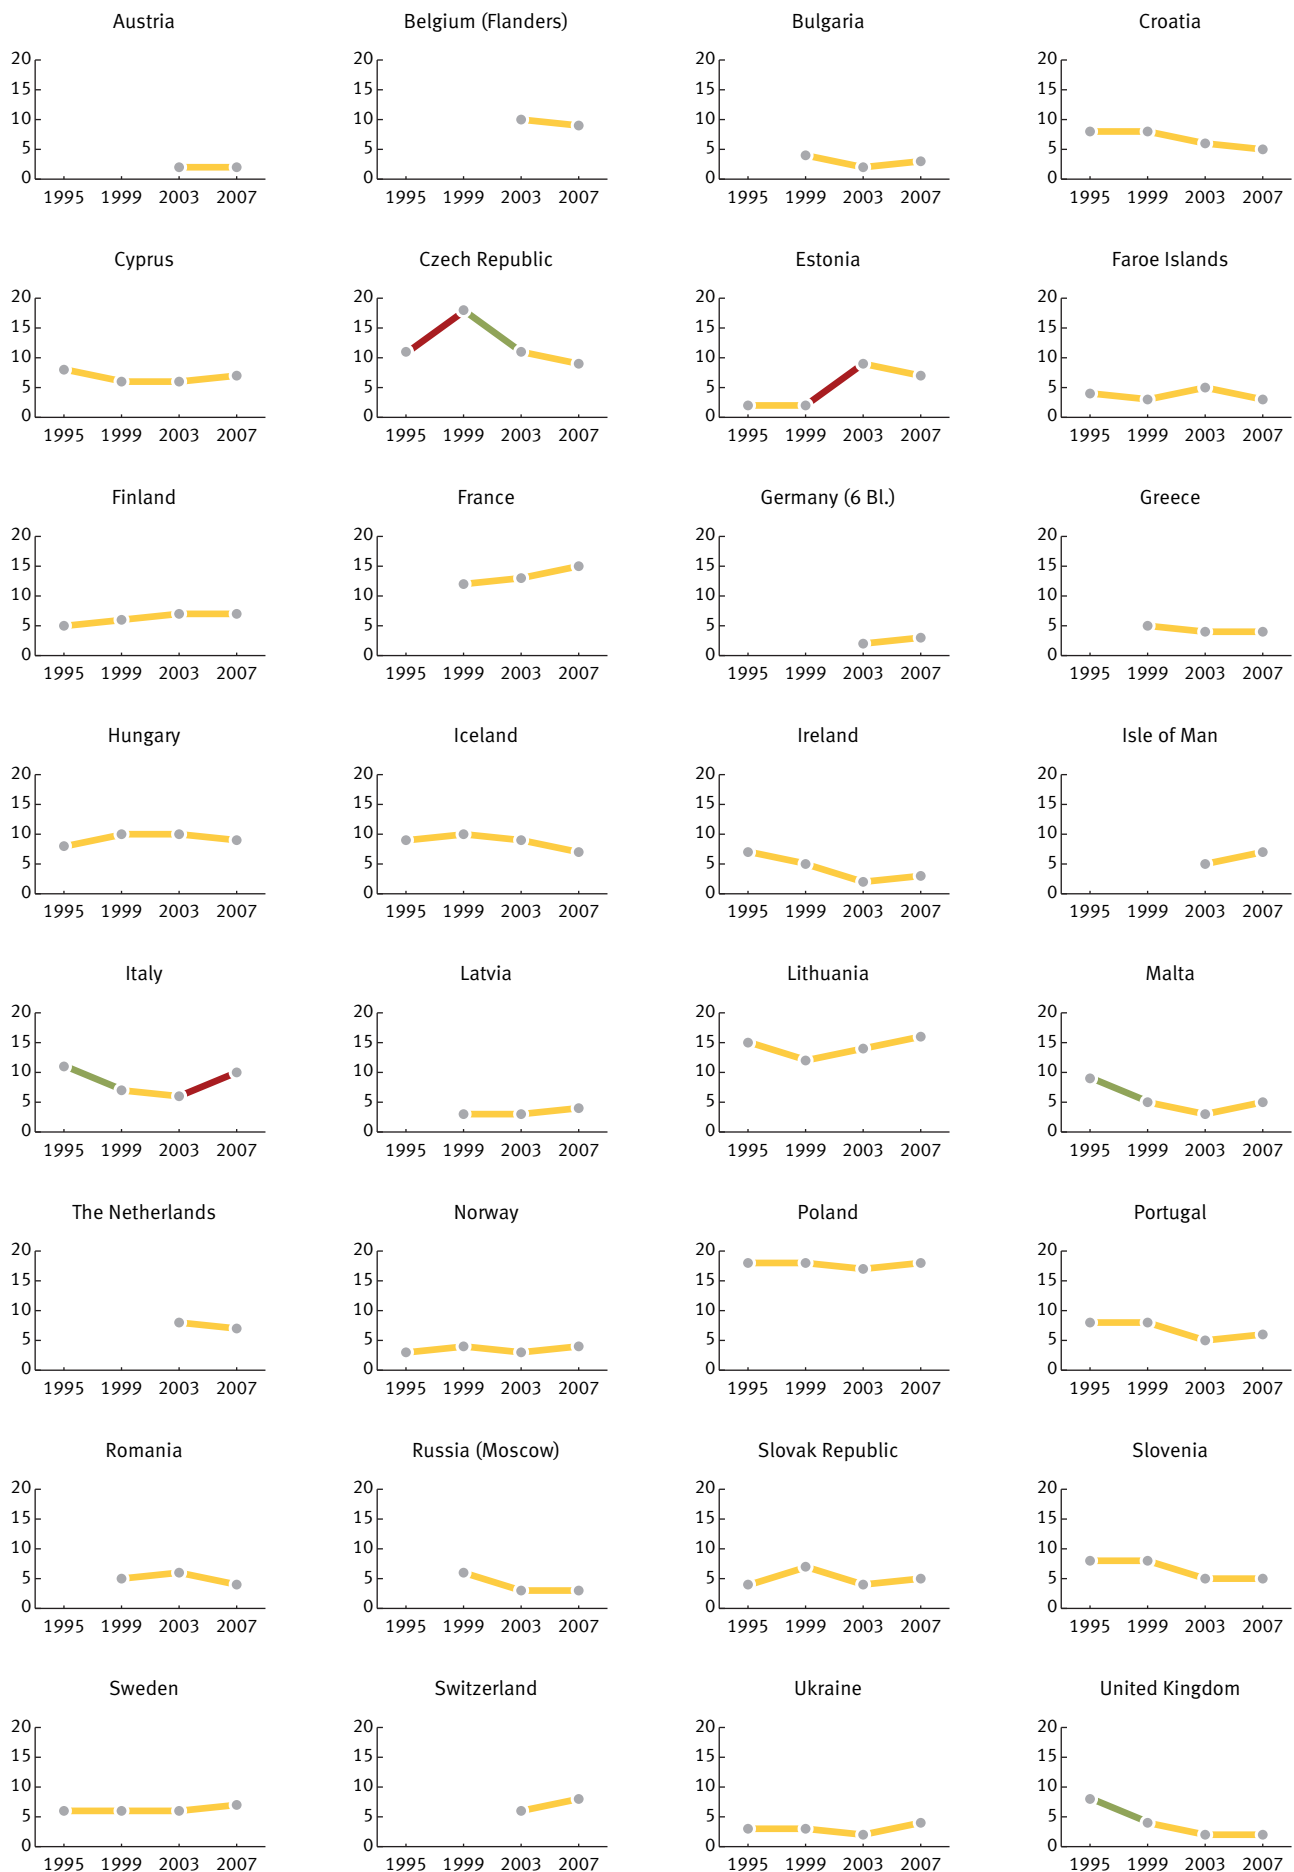 Austria
20
15
10
5
0
1995 1999 2003 2007
Belgium (Flanders)
20
15
10
5
0
1995 1999 2003 2007
Bulgaria
20
15
10
5
0
1995 1999 2003 2007
Croatia
20
15
10
5
0
1995 1999 2003 2007
Cyprus
20
15
10
5
0
1995 1999 2003 2007
Czech Republic
20
15
10
5
0
1995 1999 2003 2007
Estonia
20
15
10
5
0
1995 1999 2003 2007
Faroe Islands
20
15
10
5
0
1995 1999 2003 2007
Finland
20
15
10
5
0
1995 1999 2003 2007
France
20
15
10
5
0
1995 1999 2003 2007
Germany (6 Bl.)
20
15
10
5
0
1995 1999 2003 2007
Greece
20
15
10
5
0
1995 1999 2003 2007
Hungary
20
15
10
5
0
1995 1999 2003 2007
Iceland
20
15
10
5
0
1995 1999 2003 2007
Ireland
20
15
10
5
0
1995 1999 2003 2007
Isle of Man
20
15
10
5
0
1995 1999 2003 2007
Italy
20
15
10
5
0
1995 1999 2003 2007
Latvia
20
15
10
5
0
1995 1999 2003 2007
Lithuania
20
15
10
5
0
1995 1999 2003 2007
Malta
20
15
10
5
0
1995 1999 2003 2007
The Netherlands
20
15
10
5
0
1995 1999 2003 2007
Norway
20
15
10
5
0
1995 1999 2003 2007
Poland
20
15
10
5
0
1995 1999 2003 2007
Portugal
20
15
10
5
0
1995 1999 2003 2007
Romania
20
15
10
5
0
1995 1999 2003 2007
Russia (Moscow)
20
15
10
5
0
1995 1999 2003 2007
Slovak Republic
20
15
10
5
0
1995 1999 2003 2007
Slovenia
20
15
10
5
0
1995 1999 2003 2007
Sweden
20
15
10
5
0
1995 1999 2003 2007
Switzerland
20
15
10
5
0
1995 1999 2003 2007
Ukraine
20
15
10
5
0
1995 1999 2003 2007
United Kingdom
20
15
10
5
0
1995 1999 2003 2007